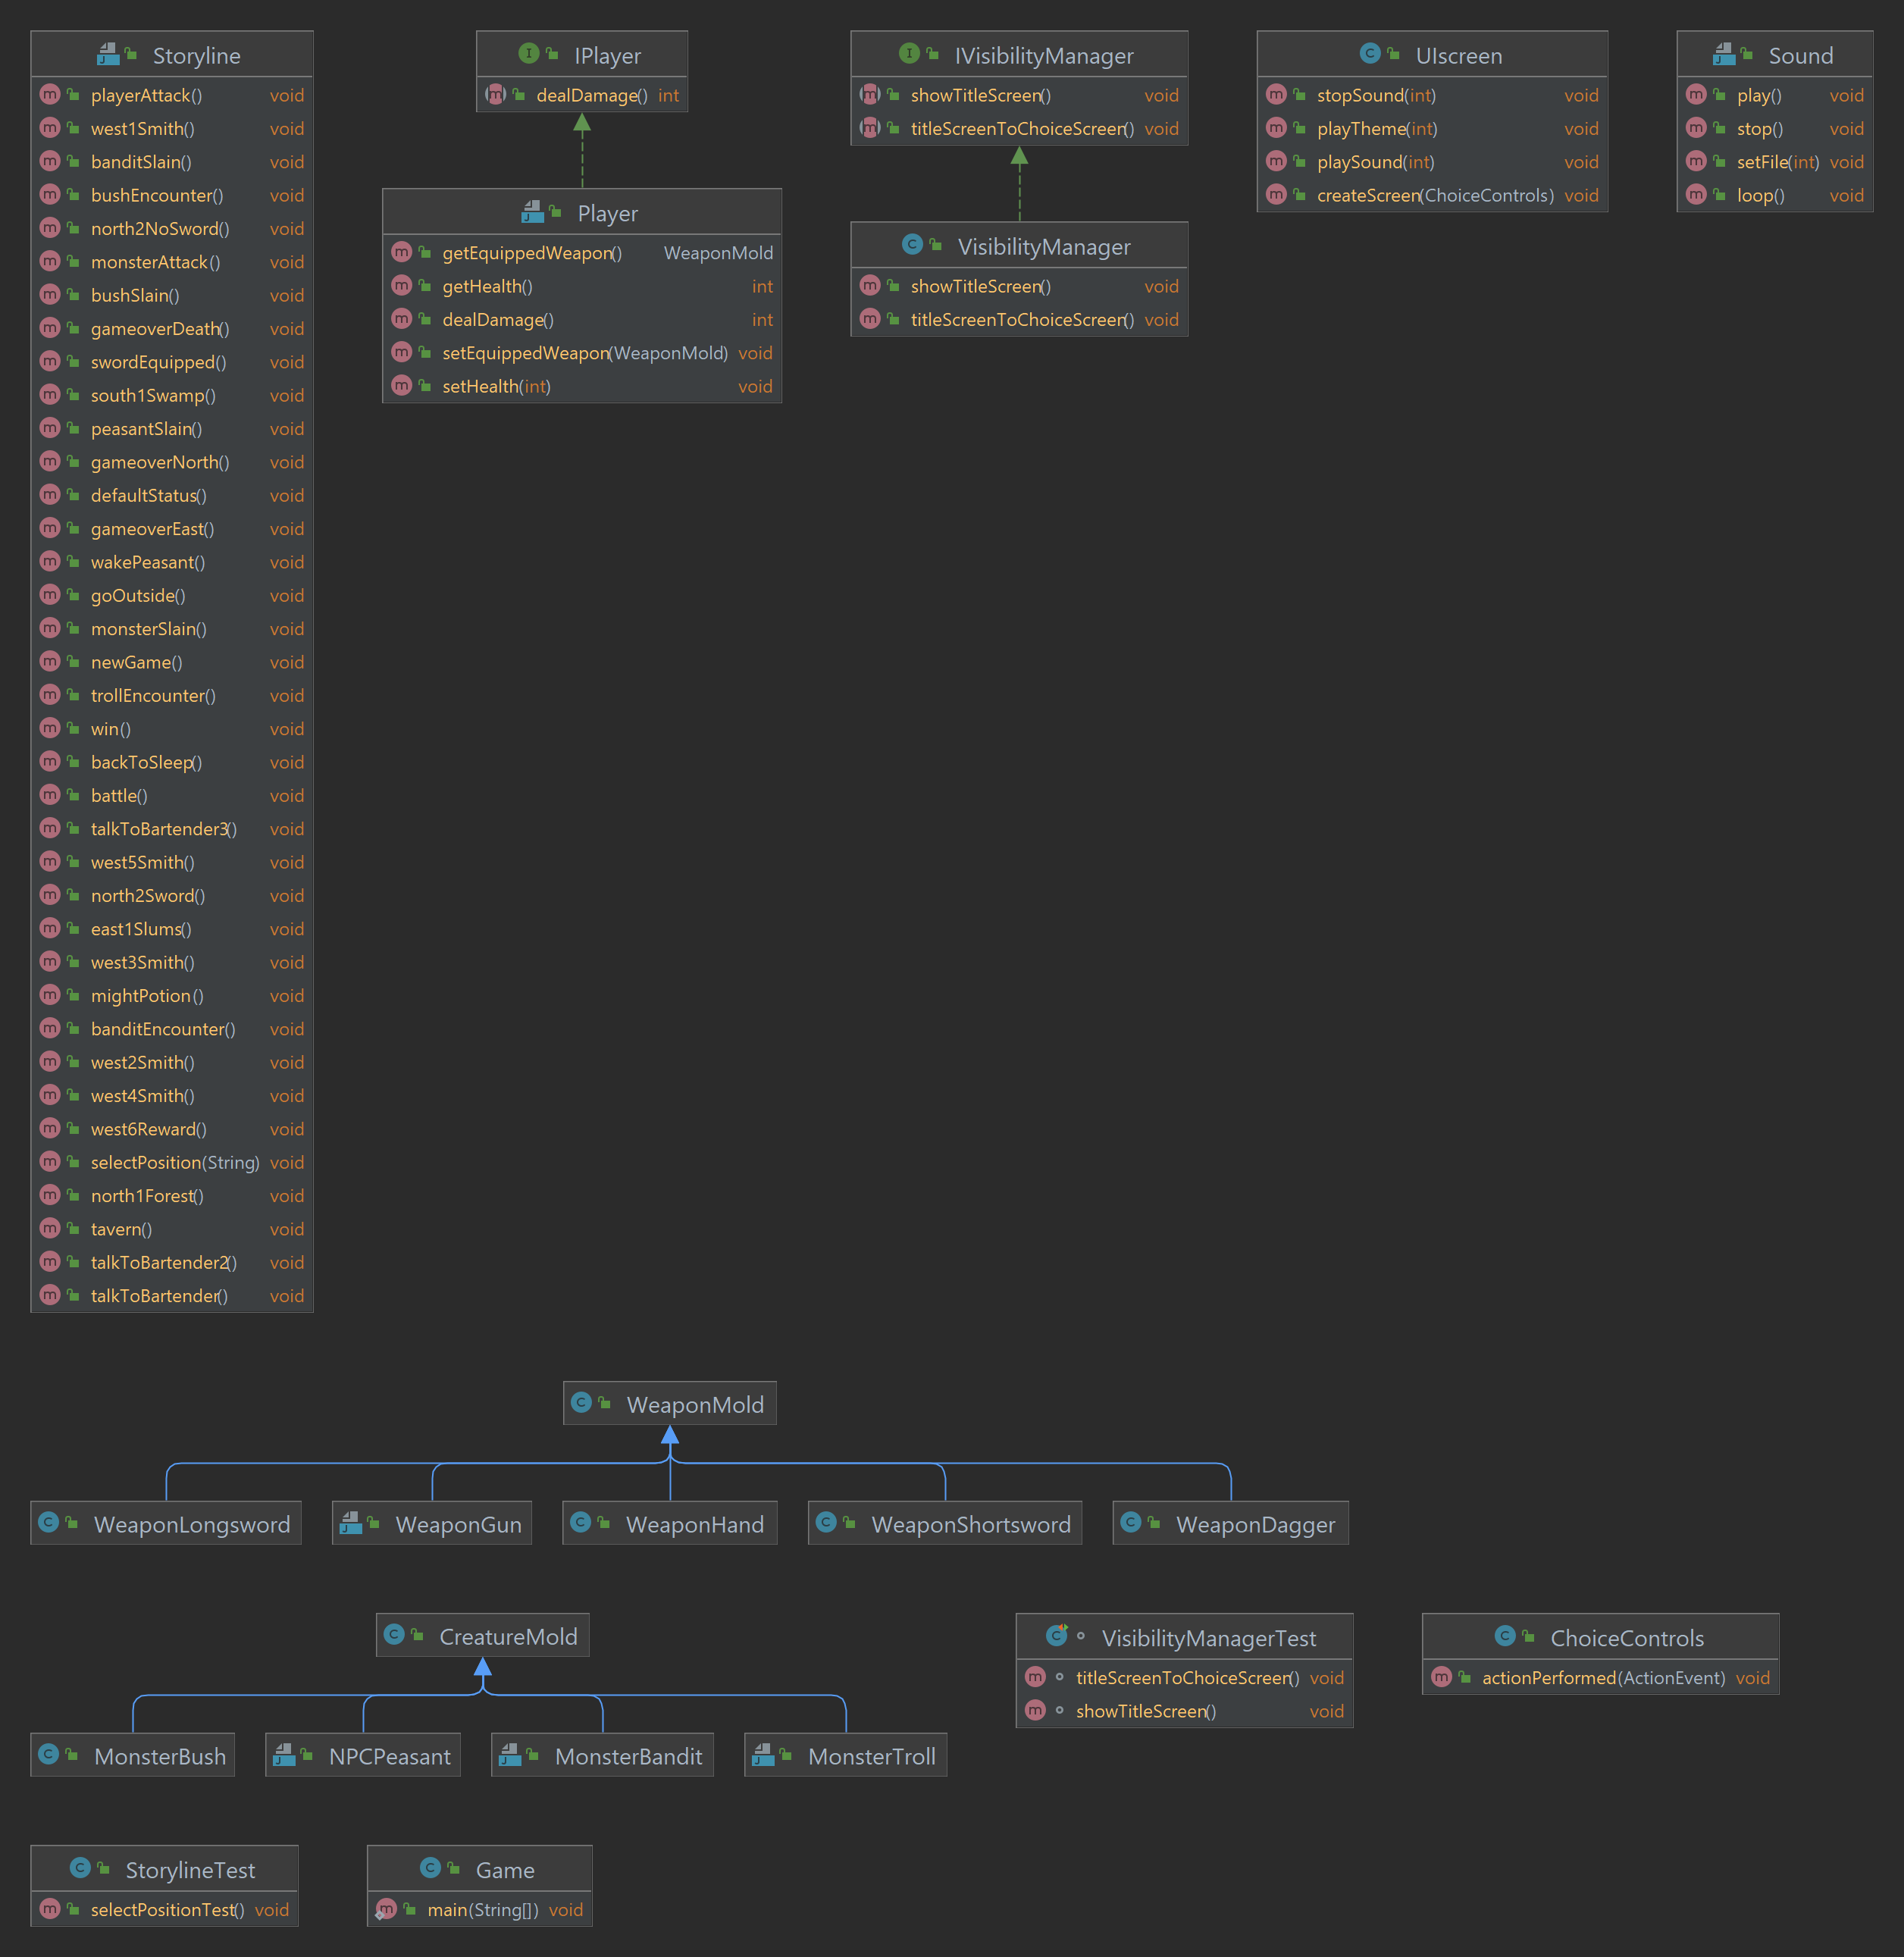 Storyline
playerAttack() void
west1Smith() void
banditSlain() void
bushEncounter() void
north2NoSword() void
monsterAttack() void
bushSlain() void
gameoverDeath() void
swordEquipped() void
south1Swamp() void
peasantSlain() void
gameoverNorth() void
defaultStatus() void
gameoverEast() void
wakePeasant() void
goOutside() void
monsterSlain() void
newGame() void
trollEncounter() void
win() void
backToSleep() void
battle() void
talkToBartender3() void
west5Smith() void
north2Sword() void
east1Slums() void
west3Smith() void
mightPotion() void
banditEncounter() void
west2Smith() void
west4Smith() void
west6Reward() void
selectPosition(String) void
north1Forest() void
tavern() void
talkToBartender2() void
talkToBartender() void
IPlayer
dealDamage() int
Player
getEquippedWeapon() WeaponMold
getHealth() int
dealDamage() int
setEquippedWeapon(WeaponMold) void
setHealth(int) void
IVisibilityManager
showTitleScreen() void
titleScreenToChoiceScreen() void
VisibilityManager
showTitleScreen() void
titleScreenToChoiceScreen() void
UIscreen
stopSound(int) void
playTheme(int) void
playSound(int) void
createScreen(ChoiceControls) void
Sound
play() void
stop() void
setFile(int) void
loop() void
WeaponMold
WeaponLongsword
WeaponGun
WeaponHand
WeaponShortsword
WeaponDagger
CreatureMold
MonsterBush
NPCPeasant
MonsterBandit
MonsterTroll
VisibilityManagerTest
titleScreenToChoiceScreen() void
showTitleScreen() void
ChoiceControls
actionPerformed(ActionEvent) void
StorylineTest
selectPositionTest() void
Game
main(String[]) void